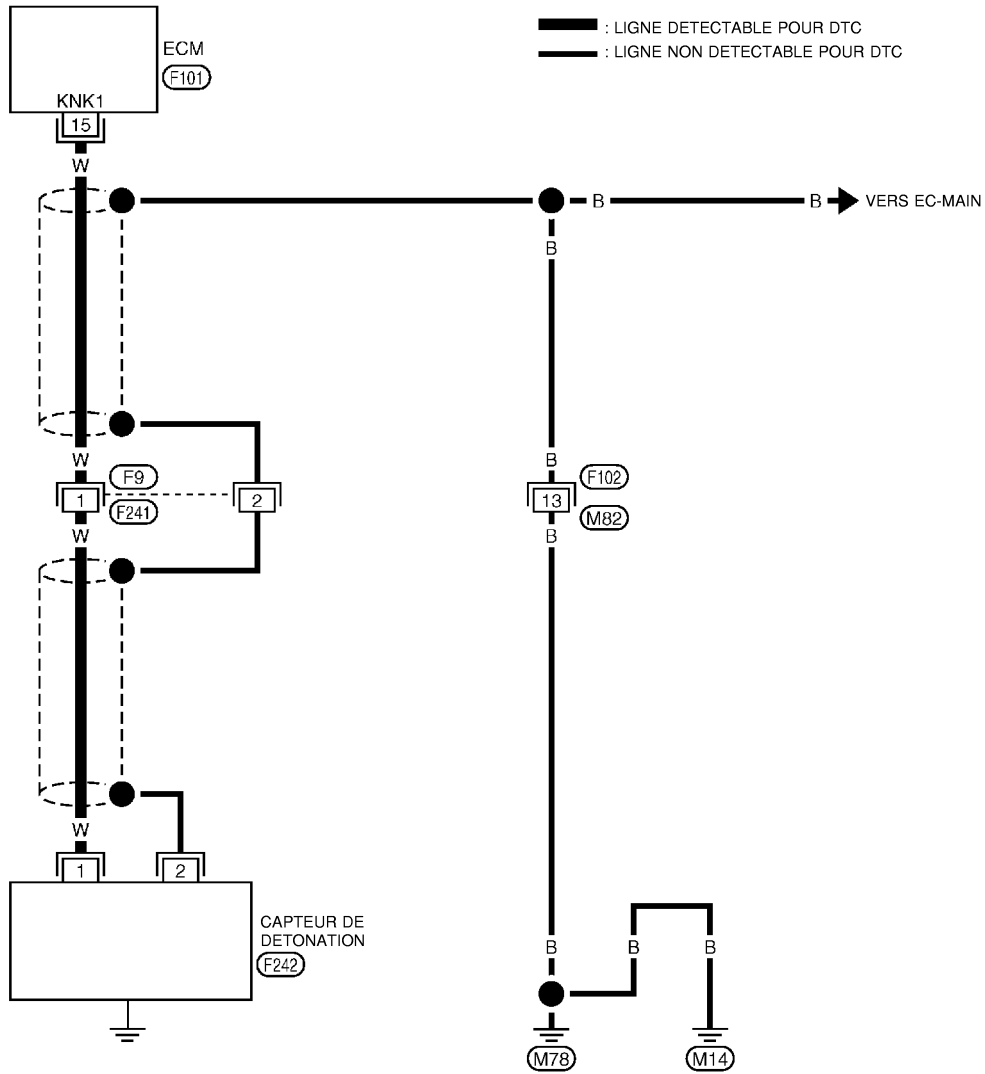 ECM
F101
KNK1
15
: LIGNE DETECTABLE POUR DTC
: LIGNE NON DETECTABLE POUR DTC
W
B
B
VERS EC-MAIN
B
W
B
F9
F102
1
2
13
F241
M82
W
B
W
1
2
CAPTEUR DE
DETONATION
F242
B
B
B
M78
M14